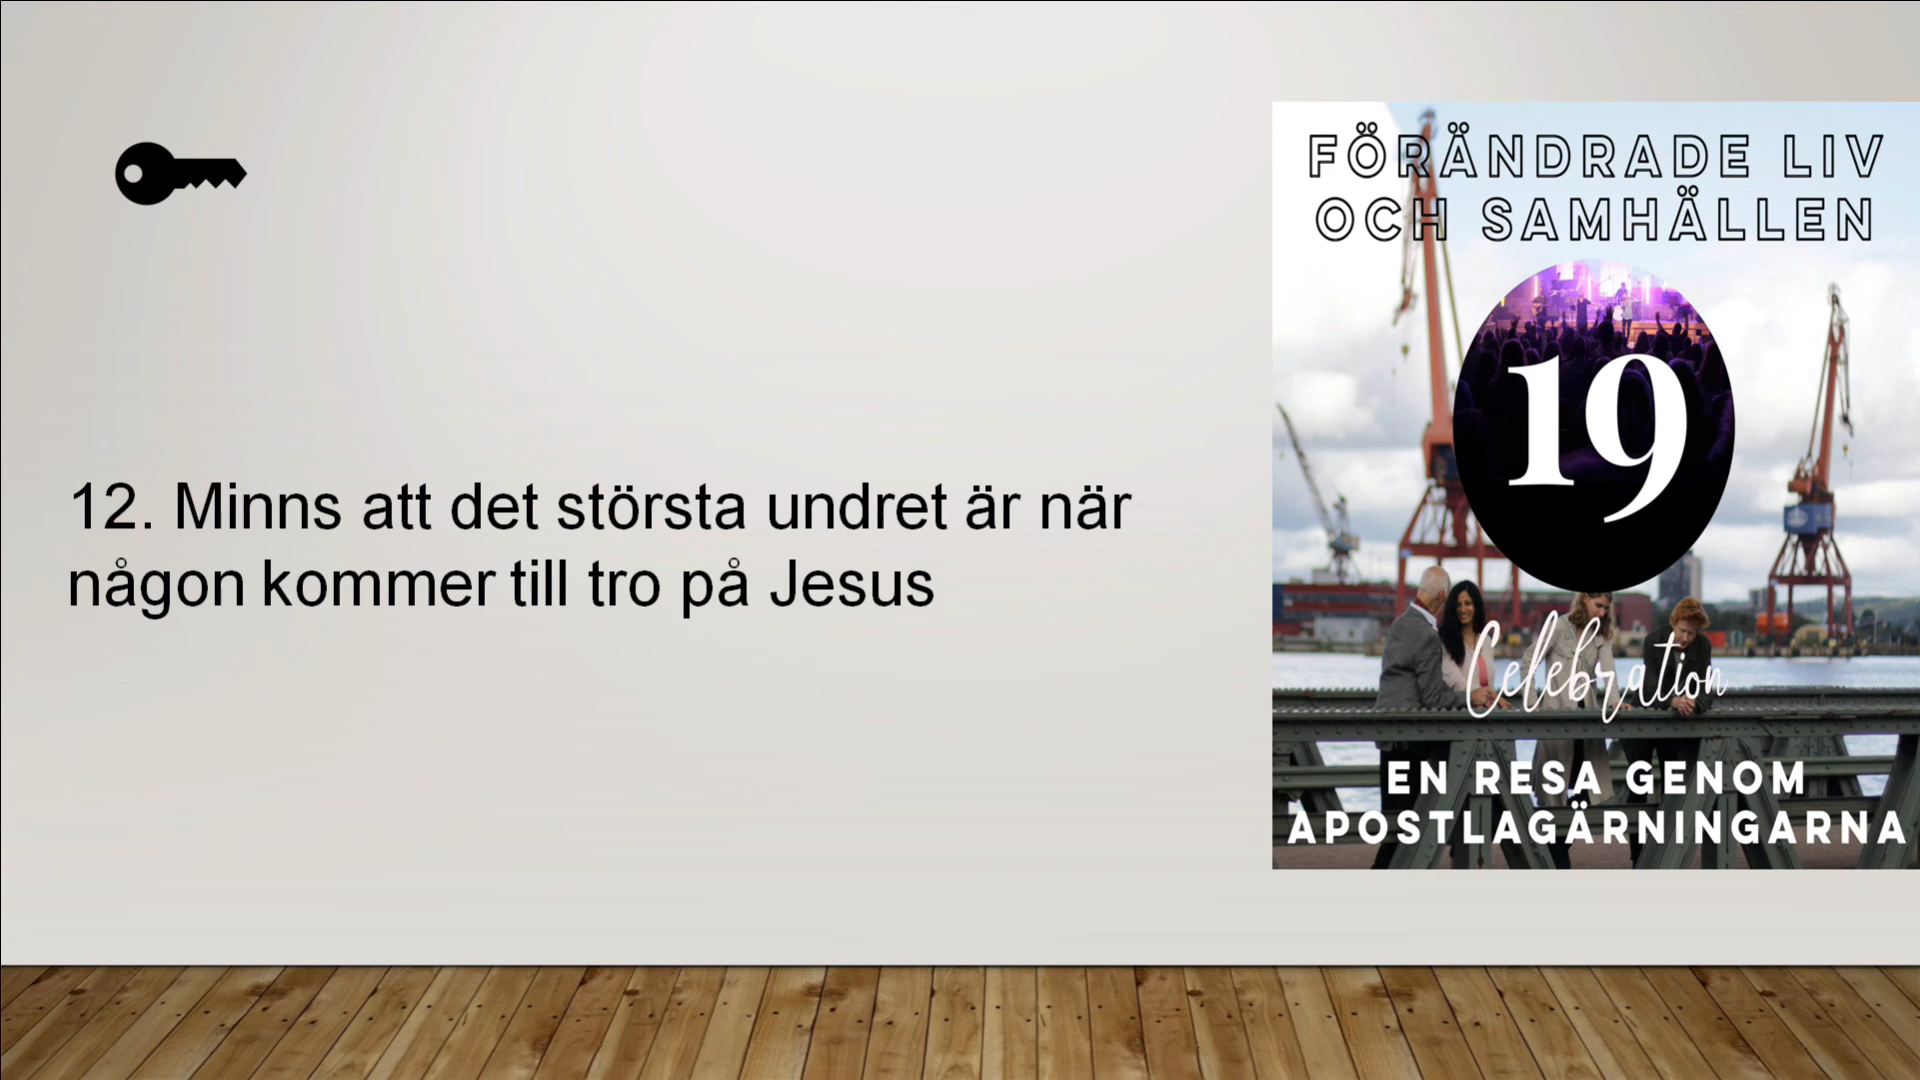 12. Minns att det största undret är när
någon kommer till tro på Jesus
FÖRÄNDRADE LIV
OCH SAMHÄLLEN
19
Celebration
EN RESA GENOM
APOSTLAGÄRNINGARNA